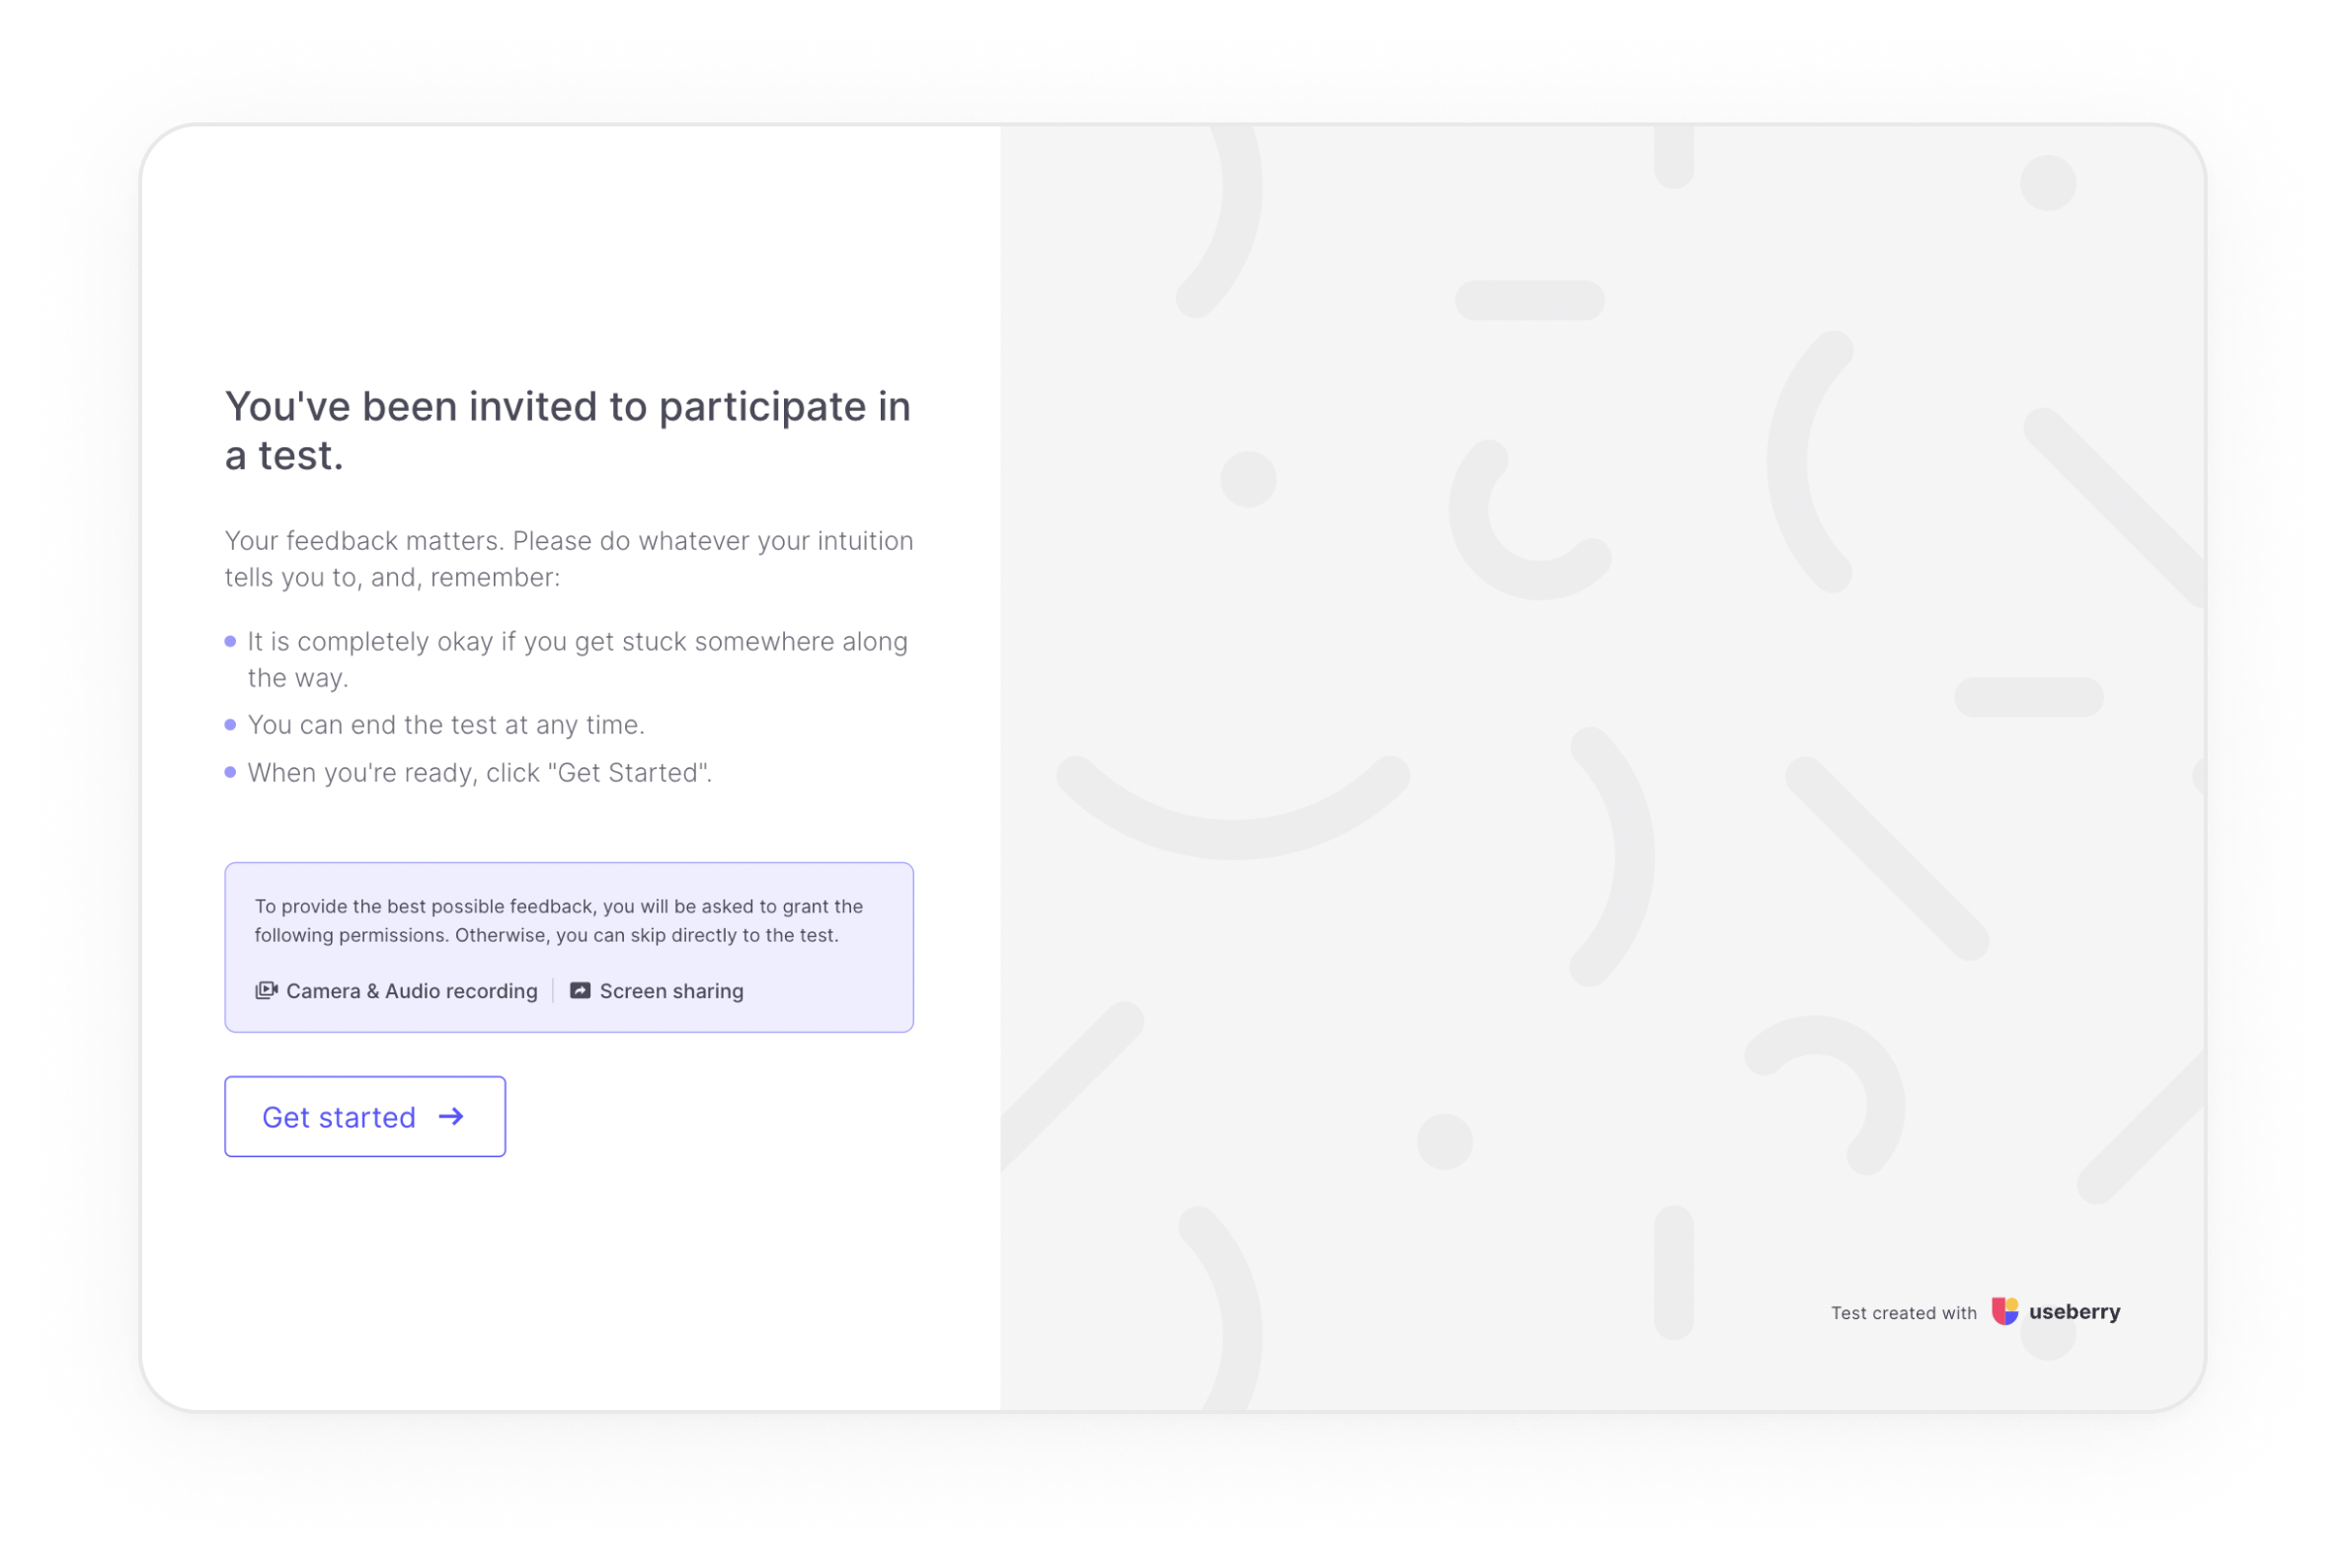 You've been invited to participate in
a test.
Your feedback matters. Please do whatever your intuition
tells you to, and, remember:
It is completely okay if you get stuck somewhere along
the way.
You can end the test at any time.
When you're ready, click "Get Started".
To provide the best possible feedback, you will be asked to grant the
following permissions. Otherwise, you can skip directly to the test.
Camera & Audio recording
Screen sharing
Get started
Test created with useberry